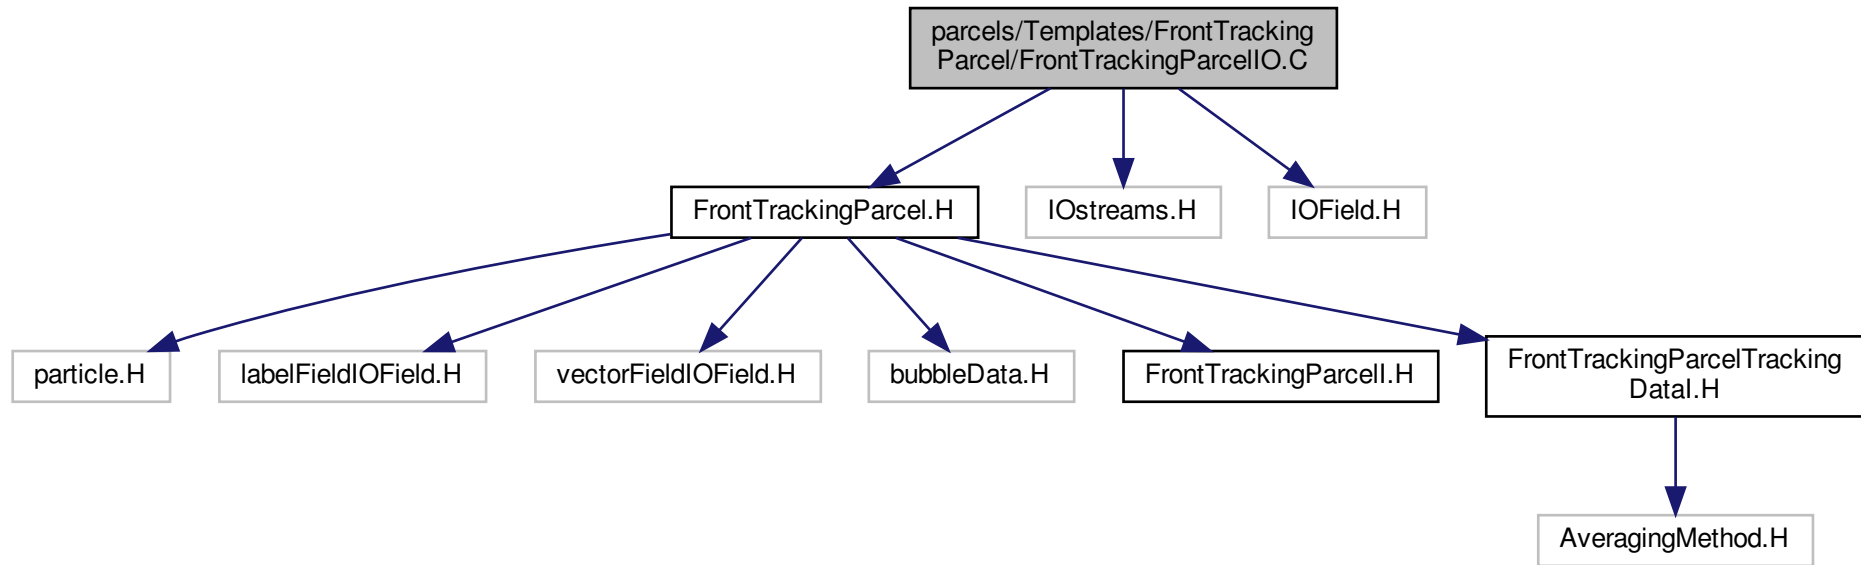 parcels/Templates/FrontTracking
Parcel/FrontTrackingParcelIO.C
FrontTrackingParcel.H
IOstreams.H
IOField.H
particle.H
labelFieldIOField.H
vectorFieldIOField.H
bubbleData.H
FrontTrackingParcelI.H
FrontTrackingParcelTracking
DataI.H
AveragingMethod.H